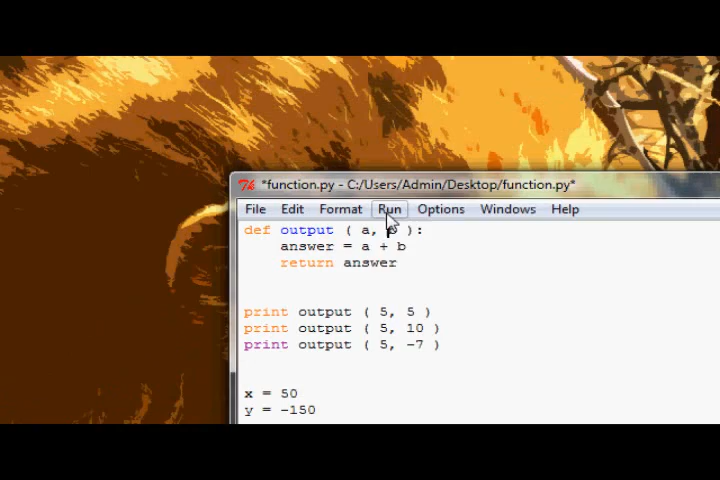 *function.py - C:/Users/Admin/Desktop/function.py*
File Edit Format Run Options Windows Help
def output ( a, b ):
answer = a + b
return answer
print output ( 5, 5 )
print output ( 5, 10 )
print output ( 5, -7 )
x = 50
y = -150